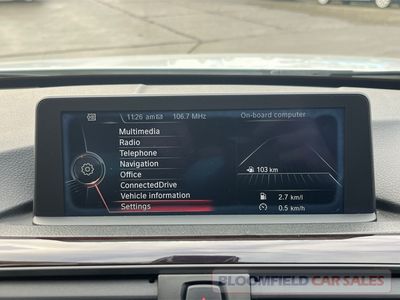 11:26 am 106.7 MHz On-board computer
Multimedia
Radio
Telephone
Navigation
Office
ConnectedDrive
Vehicle information
Settings
103 km
2.7 km/l
0.5 km/h
BLOOMFIELD CAR SALES